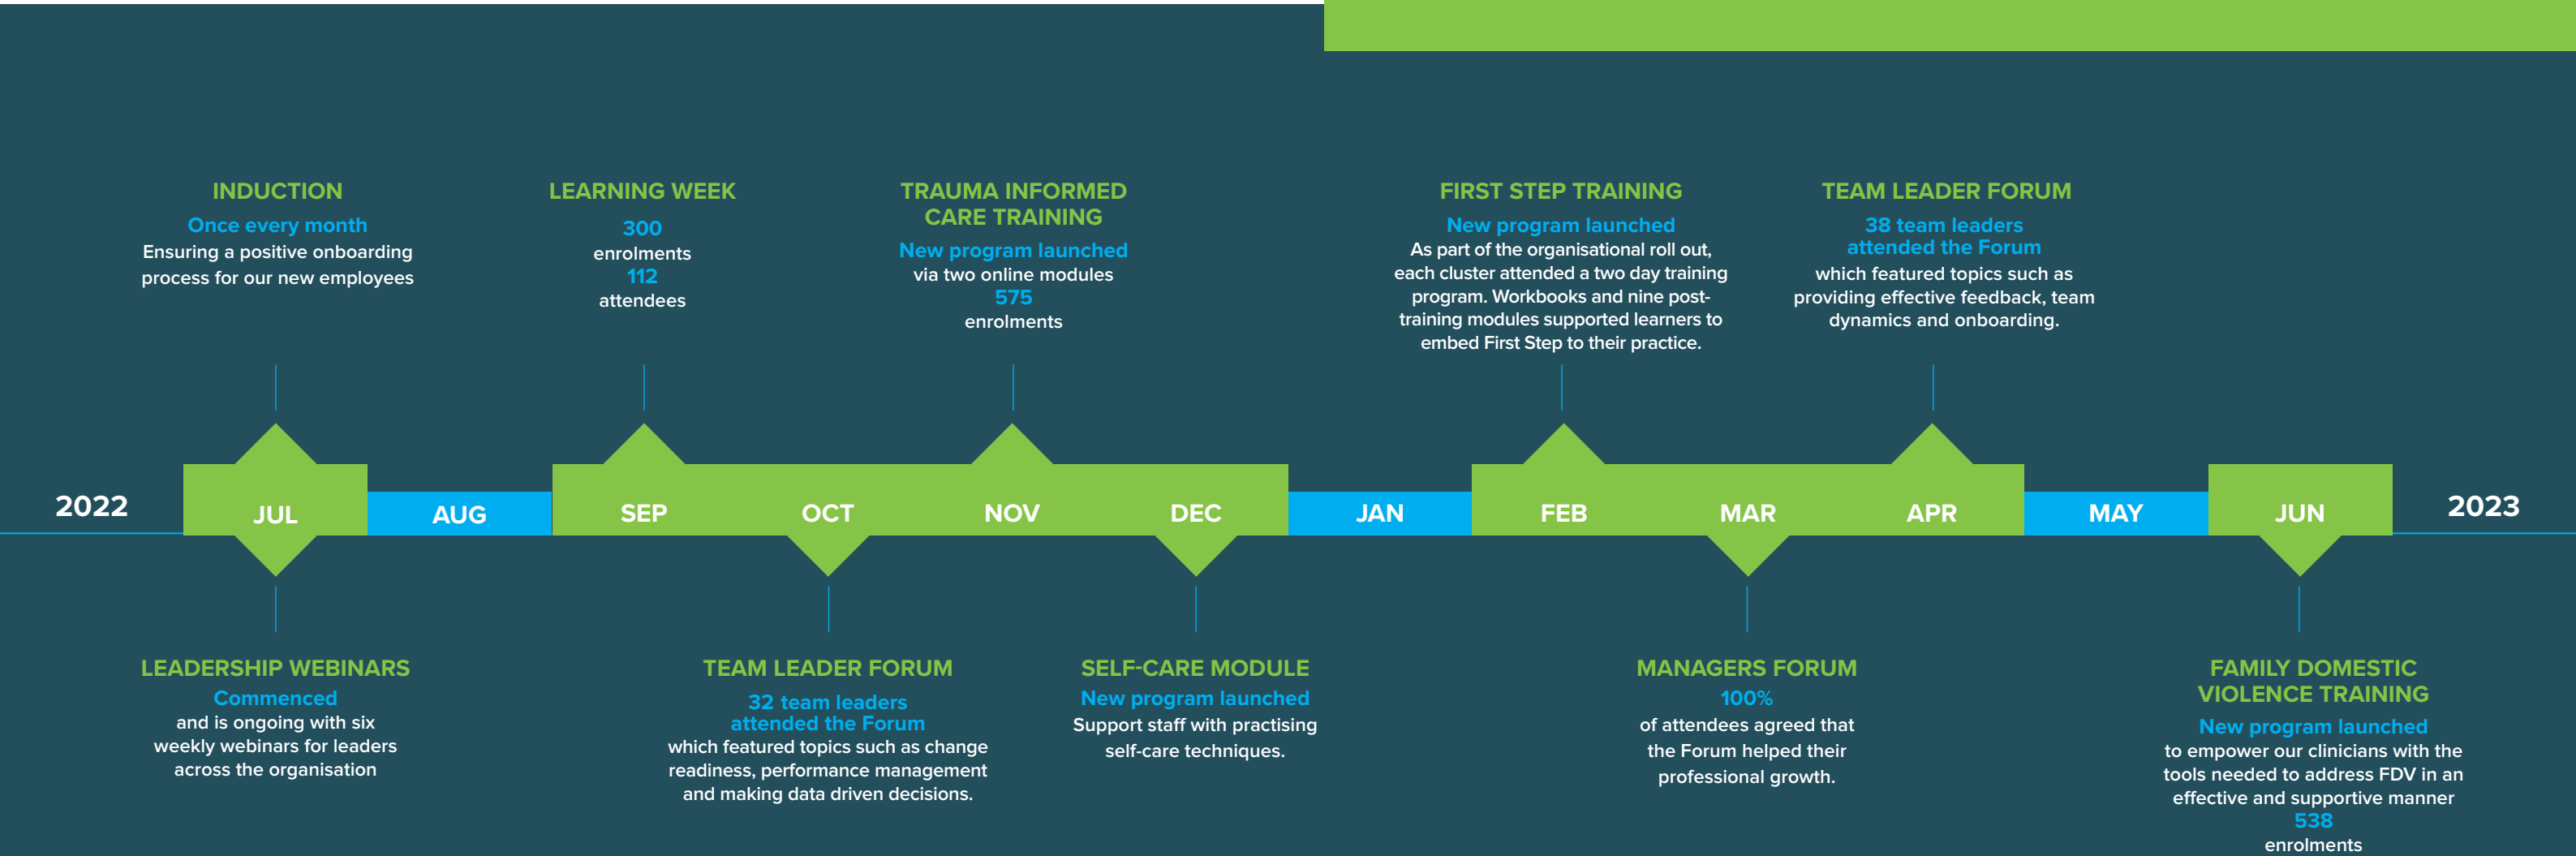 INDUCTION
Once every month
Ensuring a positive onboarding
process for our new employees
LEARNING WEEK
300
enrolments
112
attendees
TRAUMA INFORMED
CARE TRAINING
New program launched
via two online modules
575
enrolments
FIRST STEP TRAINING
New program launched
As part of the organisational roll out,
each cluster attended a two day training
program. Workbooks and nine post-
training modules supported learners to
embed First Step to their practice.
TEAM LEADER FORUM
38 team leaders
attended the Forum
which featured topics such as
providing effective feedback, team
dynamics and onboarding.
2022 JUL AUG SEP OCT NOV DEC JAN FEB MAR APR MAY JUN 2023
LEADERSHIP WEBINARS
Commenced
and is ongoing with six
weekly webinars for leaders
across the organisation
TEAM LEADER FORUM
32 team leaders
attended the Forum
which featured topics such as change
readiness, performance management
and making data driven decisions.
SELF-CARE MODULE
New program launched
Support staff with practising
self-care techniques.
MANAGERS FORUM
100%
of attendees agreed that
the Forum helped their
professional growth.
FAMILY DOMESTIC
VIOLENCE TRAINING
New program launched
to empower our clinicians with the
tools needed to address FDV in an
effective and supportive manner
538
enrolments